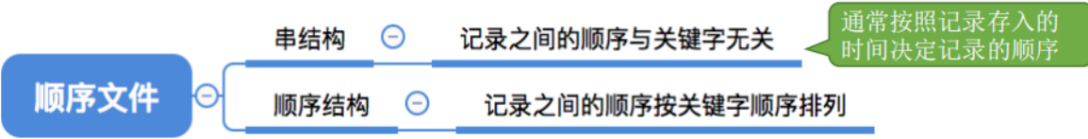 顺序文件
串结构
记录之间的顺序与关键字无关
通常按照记录存入的
时间决定记录的顺序
顺序结构
记录之间的顺序按关键字顺序排列